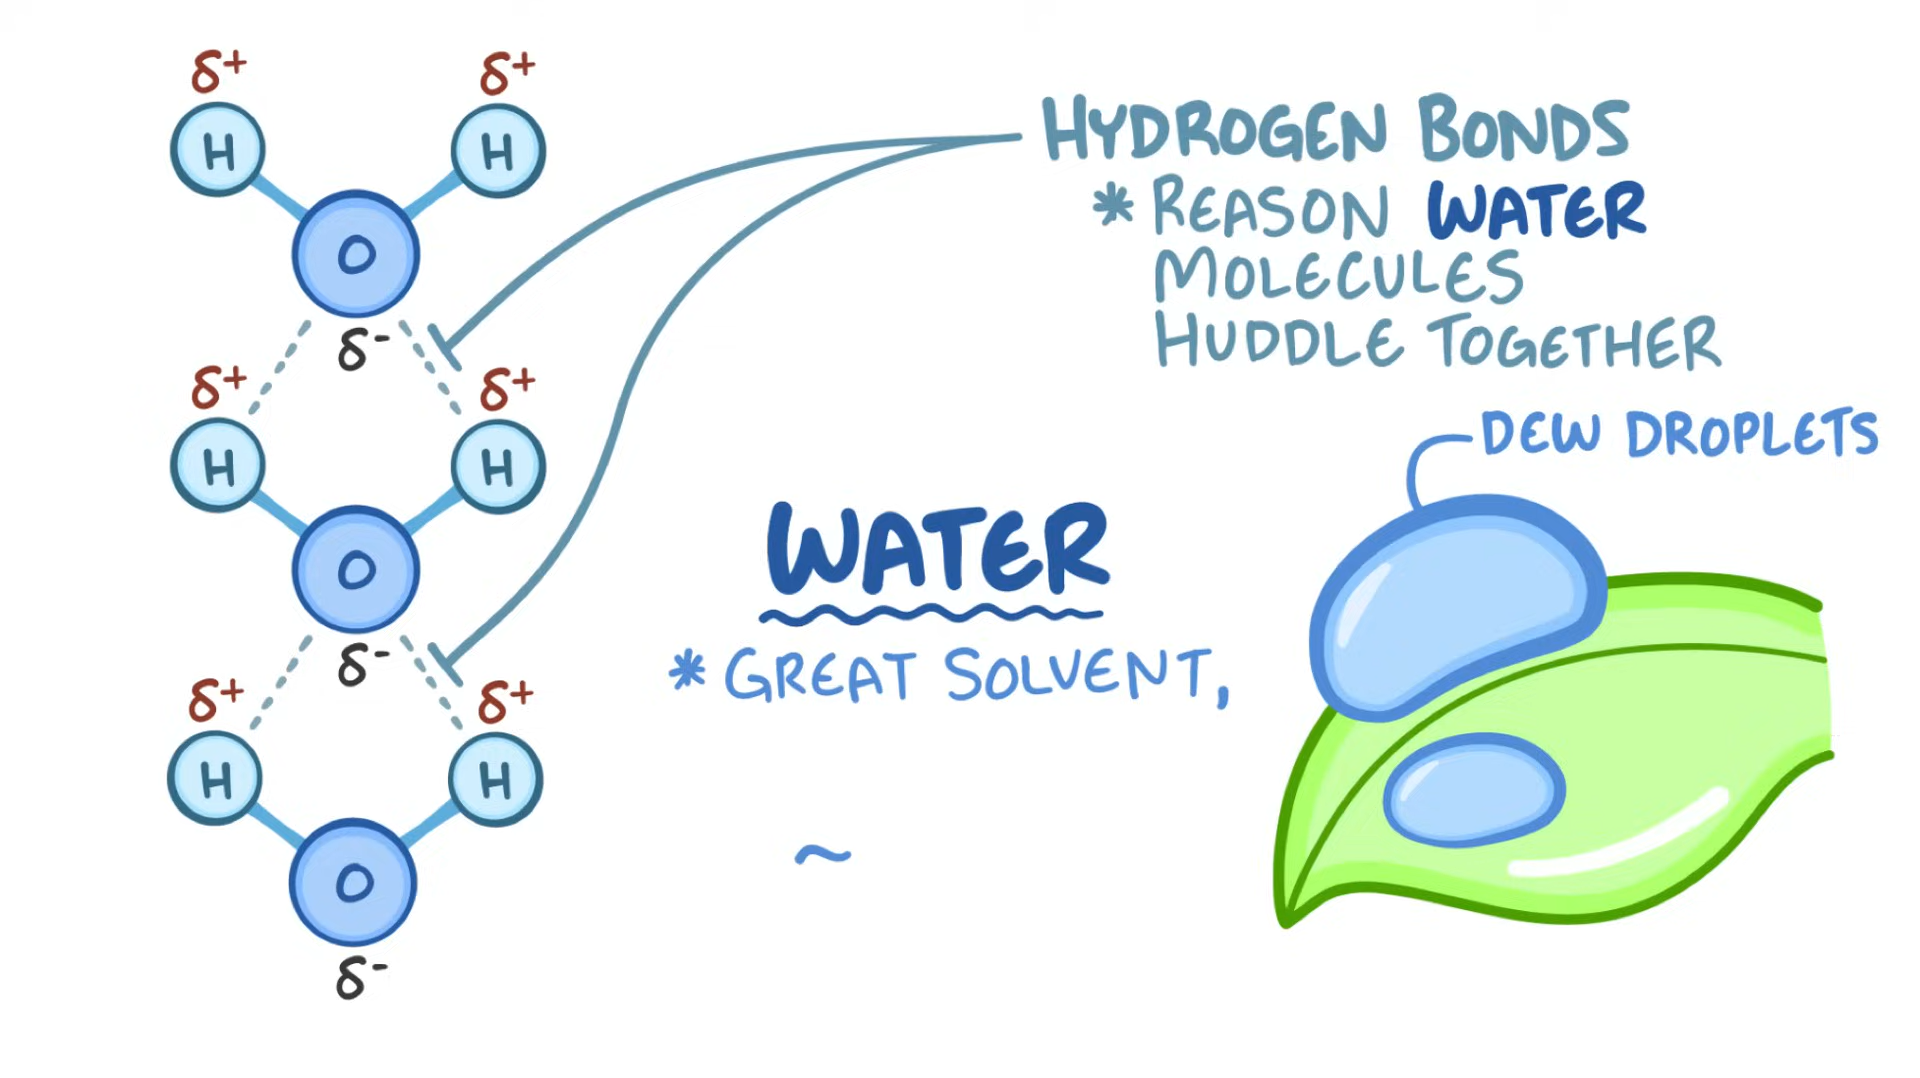 δ+ δ+
H H
O
δ-
δ+ δ+
H H
O
δ-
δ+ δ+
H H
O
δ-
HYDROGEN BONDS
* REASON WATER
MOLECULES
HUDDLE TOGETHER
DEW DROPLETS
WATER
* GREAT SOLVENT,
~